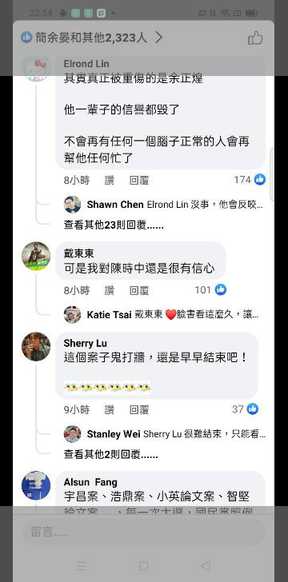 22:54
簡余晏和其他2,323人
Elrond Lin
其實真正被重傷的是余正煌
他一輩子的信譽都毀了
不會再有任何一個腦子正常的人會再
幫他任何忙了
8小時 讚 回覆 174
Shawn Chen Elrond Lin 沒事，他會反映...
查看其他23則回覆......
戴東東
可是我對陳時中還是很有信心
8小時 讚 回覆 101
Katie Tsai 戴東東 ❤️臉害看這麼久，讓...
Sherry Lu
這個案子鬼打牆，還是早早結束吧！
9小時 讚 回覆 37
Stanley Wei Sherry Lu 很難結束，只能看...
查看其他2則回覆......
Alsun Fang
宇昌案、浩鼎案、小英論文案、智堅
論文案
留言......